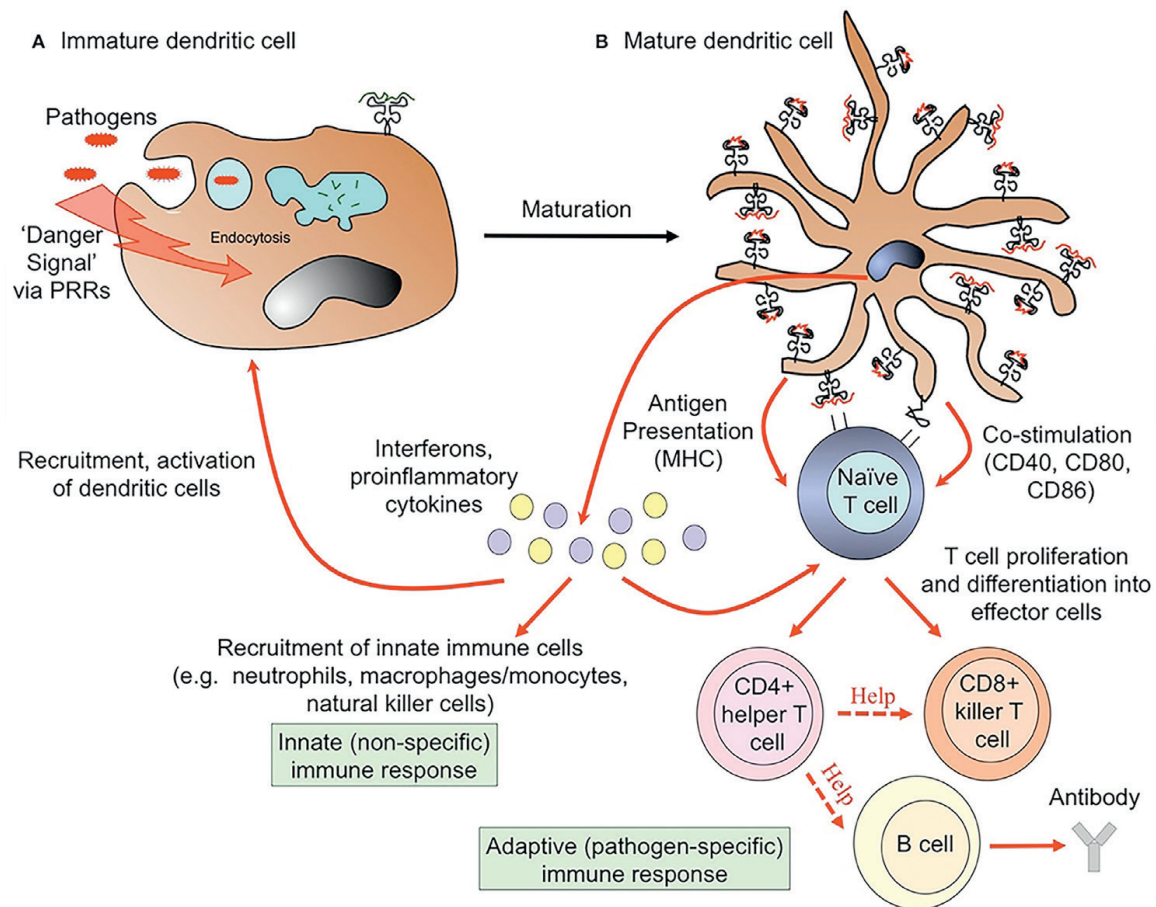 A Immature dendritic cell
B Mature dendritic cell
Pathogens
'Danger
Signal'
via PRRs
Endocytosis
Maturation
Recruitment, activation
of dendritic cells
Interferons,
proinflammatory
cytokines
Antigen
Presentation
(MHC)
Naïve
T cell
Co-stimulation
(CD40, CD80,
CD86)
T cell proliferation
and differentiation into
effector cells
Recruitment of innate immune cells
(e.g. neutrophils, macrophages/monocytes,
natural killer cells)
Innate (non-specific)
immune response
CD4+
helper T
cell
Help
CD8+
killer T
cell
Help
B cell
Antibody
Adaptive (pathogen-specific)
immune response